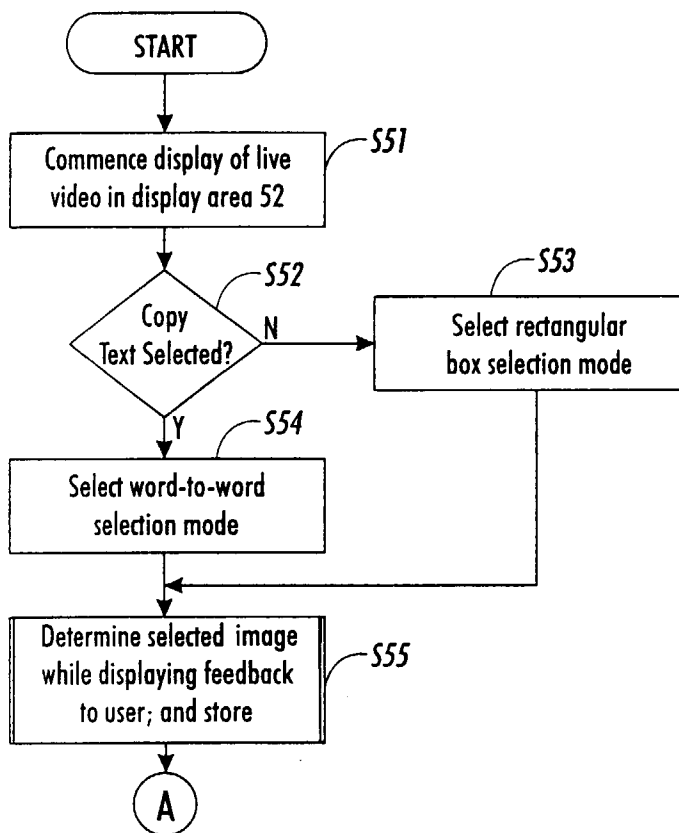 START
Commence display of live
video in display area 52
S51
Copy
Text Selected?
S52
N
Y
Select rectangular
box selection mode
S53
Select word-to-word
selection mode
S54
Determine selected image
while displaying feedback
to user; and store
S55
A